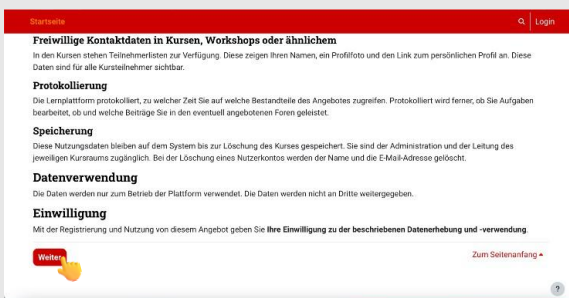 Startseite
Login
Freiwillige Kontaktdaten in Kursen, Workshops oder ähnlichem
In den Kursen stehen Teilnehmerlisten zur Verfügung. Diese zeigen Ihren Namen, ein Profilfoto und den Link zum persönlichen Profil an. Diese
Daten sind für alle Kursteilnehmer sichtbar.
Protokollierung
Die Lernplattform protokolliert, zu welcher Zeit Sie auf welche Bestandteile des Angebotes zugreifen. Protokolliert wird ferner, ob Sie Aufgaben
bearbeitet, ob und welche Beiträge Sie in den eventuell angebotenen Foren geleistet.
Speicherung
Diese Nutzungsdaten bleiben auf dem System bis zur Löschung des Kurses gespeichert. Sie sind der Administration und der Leitung des
jeweiligen Kursraums zugänglich. Bei der Löschung eines Nutzerkontos werden der Name und die E-Mail-Adresse gelöscht.
Datenverwendung
Die Daten werden nur zum Betrieb der Plattform verwendet. Die Daten werden nicht an Dritte weitergegeben.
Einwilligung
Mit der Registrierung und Nutzung von diesem Angebot geben Sie Ihre Einwilligung zu der beschriebenen Datenerhebung und -verwendung.
Weiter
Zum Seitenanfang
?